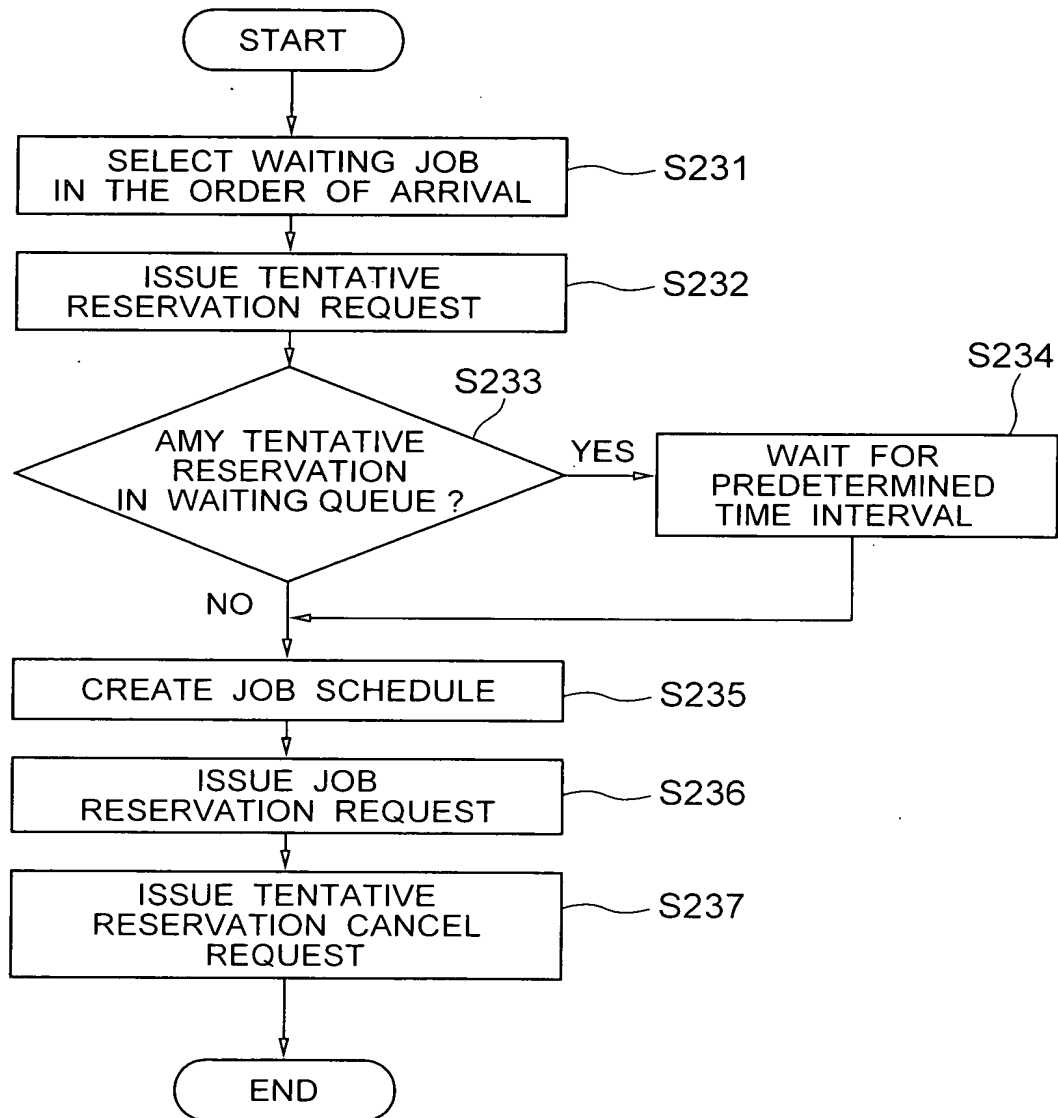 START
SELECT WAITING JOB
IN THE ORDER OF ARRIVAL
S231
ISSUE TENTATIVE
RESERVATION REQUEST
S232
S233
AMY TENTATIVE
RESERVATION
IN WAITING QUEUE ?
YES
S234
WAIT FOR
PREDETERMINED
TIME INTERVAL
NO
CREATE JOB SCHEDULE
S235
ISSUE JOB
RESERVATION REQUEST
S236
ISSUE TENTATIVE
RESERVATION CANCEL
REQUEST
S237
END